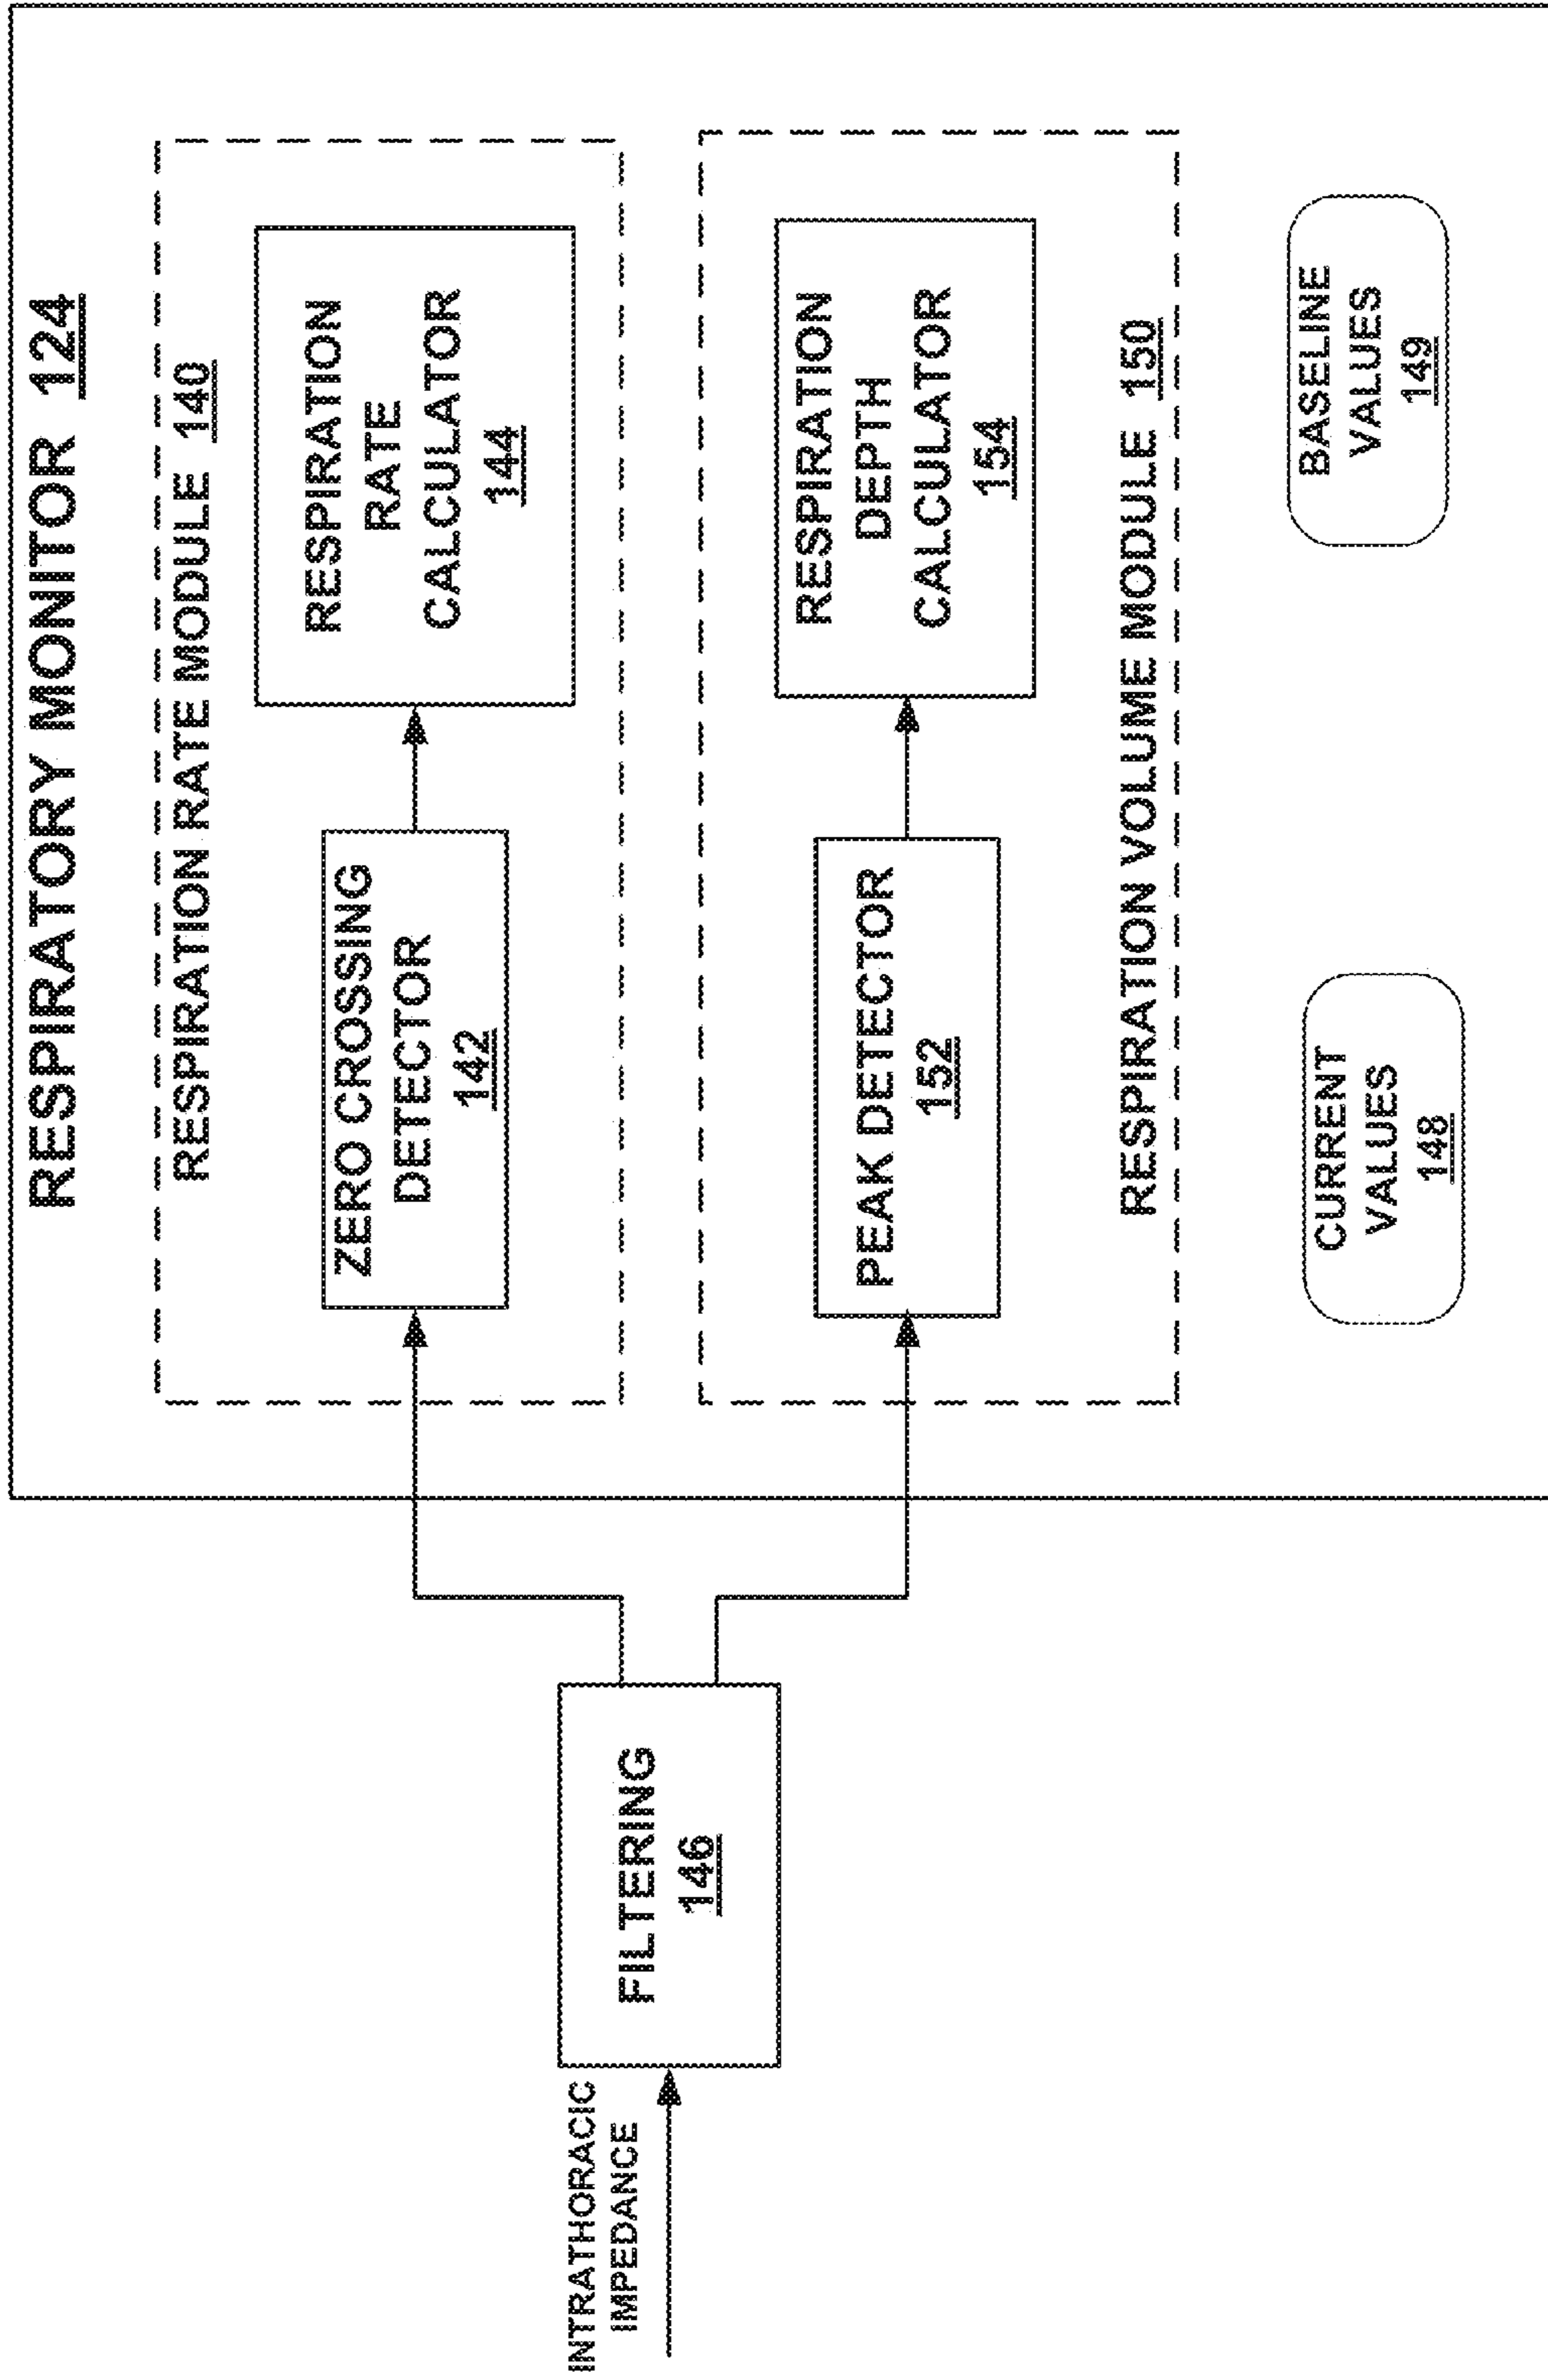 RESPIRATORY MONITOR 124
RESPIRATION RATE MODULE 140
ZERO CROSSING
DETECTOR
142
RESPIRATION
RATE
CALCULATOR
144
INTRATHORACIC
IMPEDANCE
FILTERING
146
PEAK DETECTOR
152
RESPIRATION
DEPTH
CALCULATOR
154
RESPIRATION VOLUME MODULE 150
CURRENT
VALUES
148
BASELINE
VALUES
149